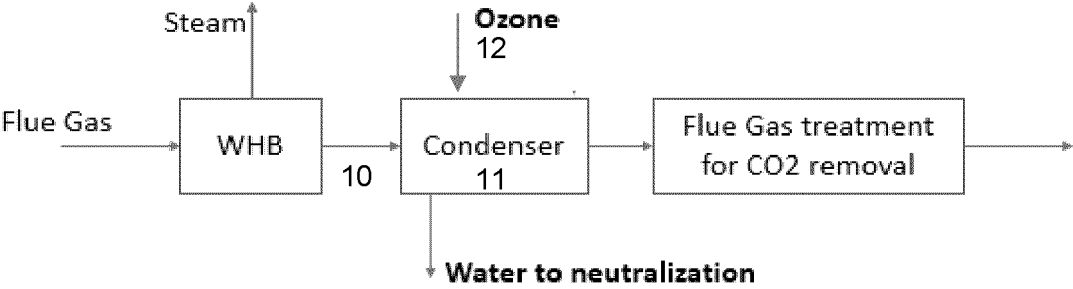 Steam
Ozone
12
Flue Gas
WHB
10
Condenser
11
Flue Gas treatment
for CO2 removal
Water to neutralization